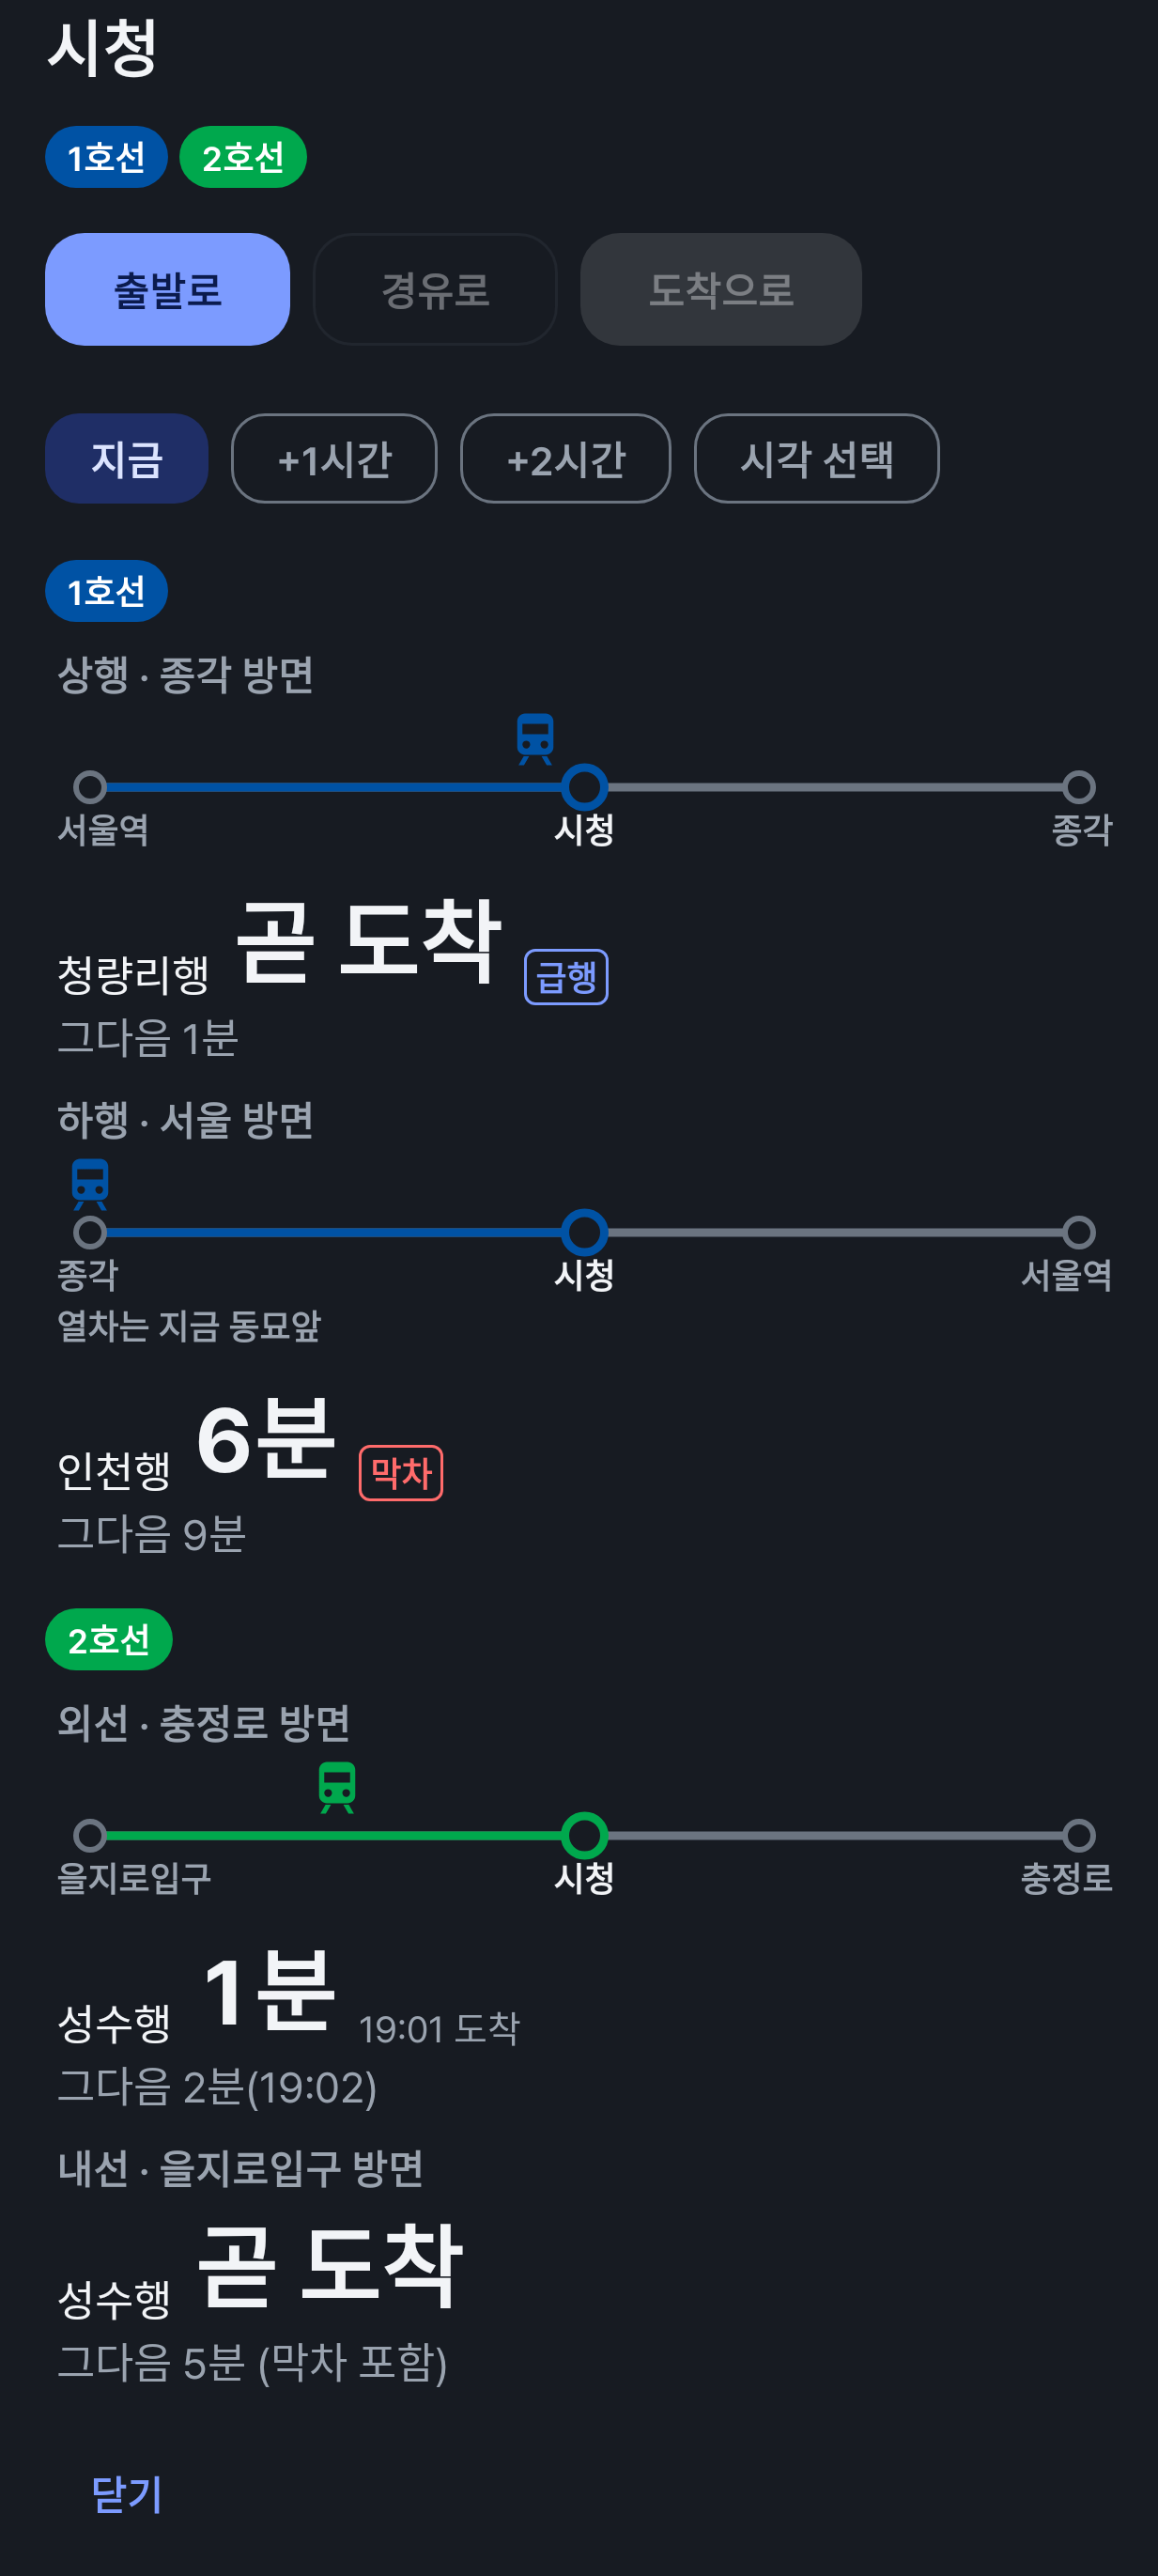 시청
1호선 2호선
출발로 경유로 도착으로
지금 +1시간 +2시간 시각 선택
1호선
상행 · 종각 방면
서울역 시청 종각
청량리행 곧 도착 급행
그다음 1분
하행 · 서울 방면
종각 시청 서울역
열차는 지금 동묘앞
인천행 6분 막차
그다음 9분
2호선
외선 · 충정로 방면
을지로입구 시청 충정로
성수행 1분 19:01 도착
그다음 2분(19:02)
내선 · 을지로입구 방면
성수행 곧 도착
그다음 5분 (막차 포함)
닫기